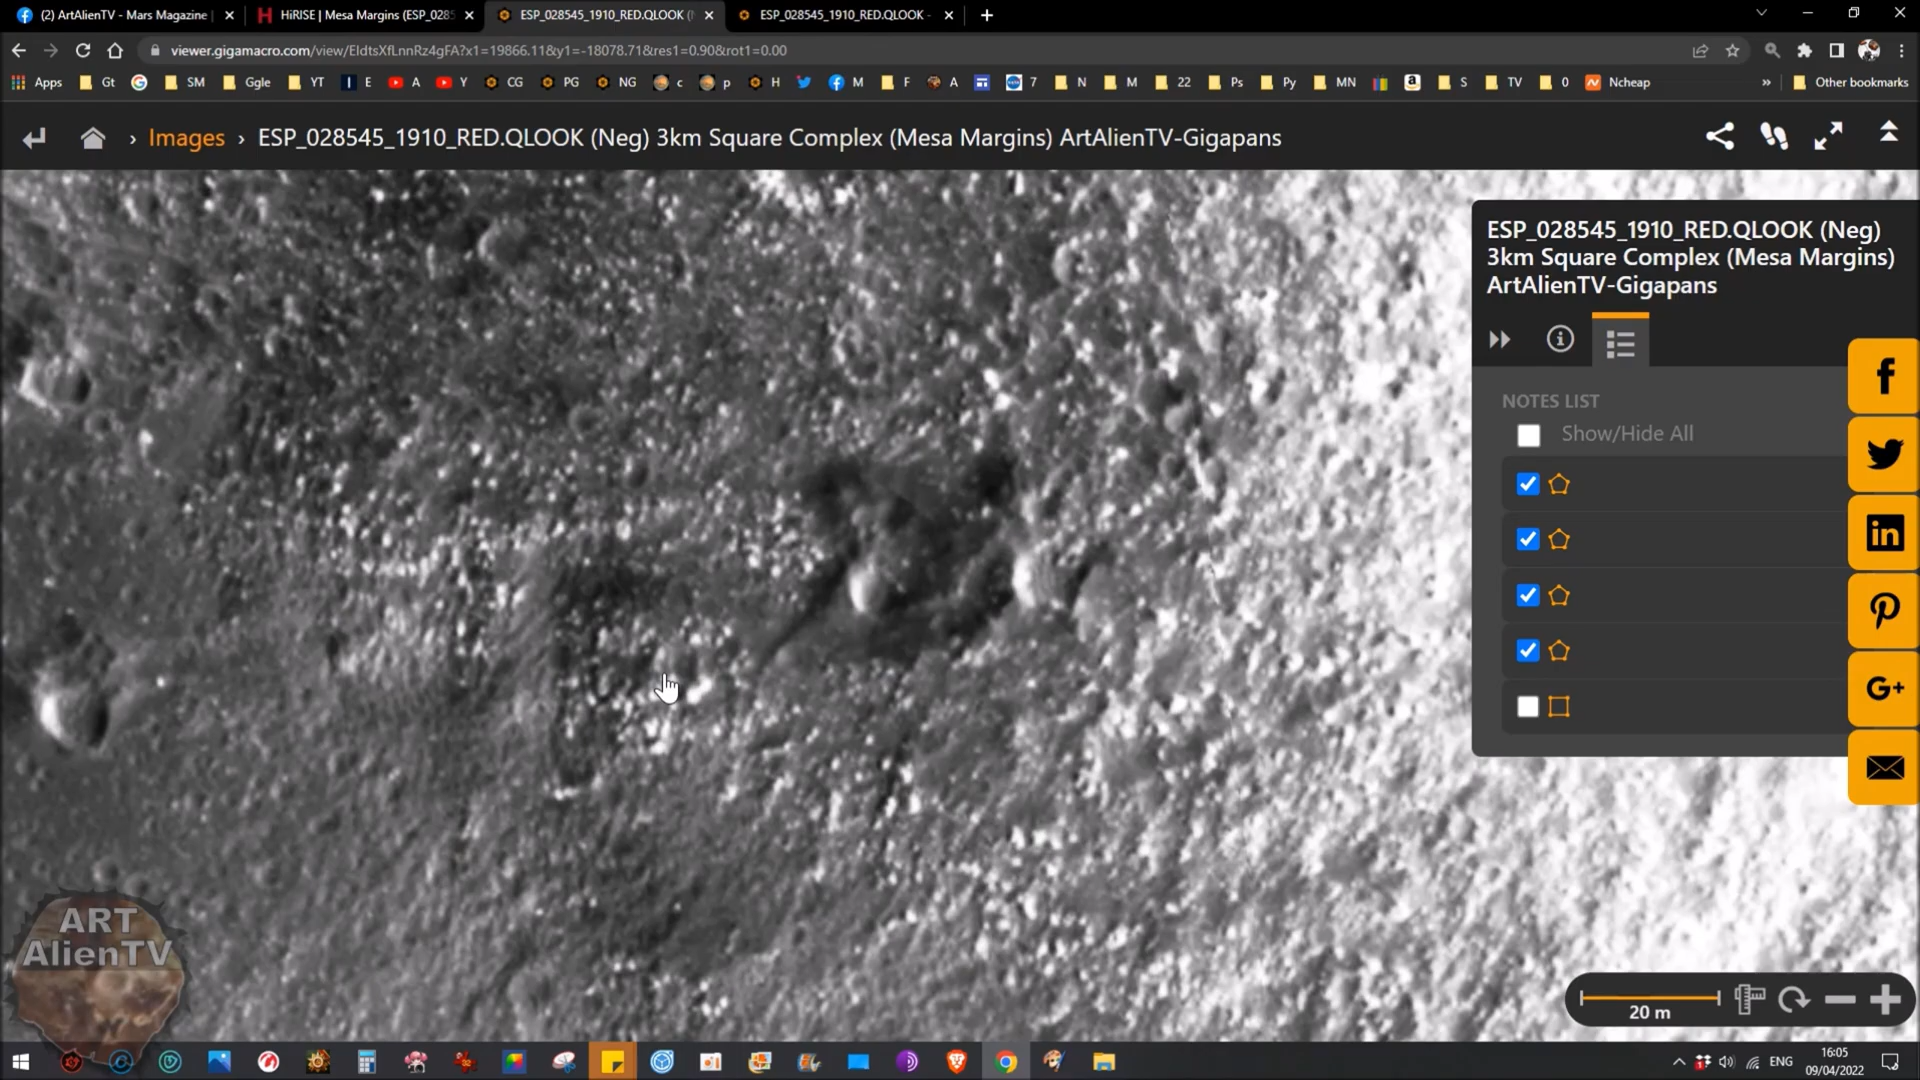 (2) ArtAlienTV - Mars Magazine
HiRISE | Mesa Margins (ESP_028
ESP_028545_1910_RED.QLOOK (
ESP_028545_1910_RED.QLOOK -
viewer.gigamacro.com/view/EIdtsXfLnnRz4gFA?x1=19866.11&y1=-18078.71&res1=0.90&rot1=0.00
Apps Gt SM Ggle YT E A Y CG PG NG c p H M F A 7 N M 22 Ps Py MN S TV 0 Ncheap » Other bookmarks
› Images › ESP_028545_1910_RED.QLOOK (Neg) 3km Square Complex (Mesa Margins) ArtAlienTV-Gigapans
ESP_028545_1910_RED.QLOOK (Neg)
3km Square Complex (Mesa Margins)
ArtAlienTV-Gigapans
NOTES LIST
Show/Hide All
20 m
ART
AlienTV
ENG
16:05
09/04/2022